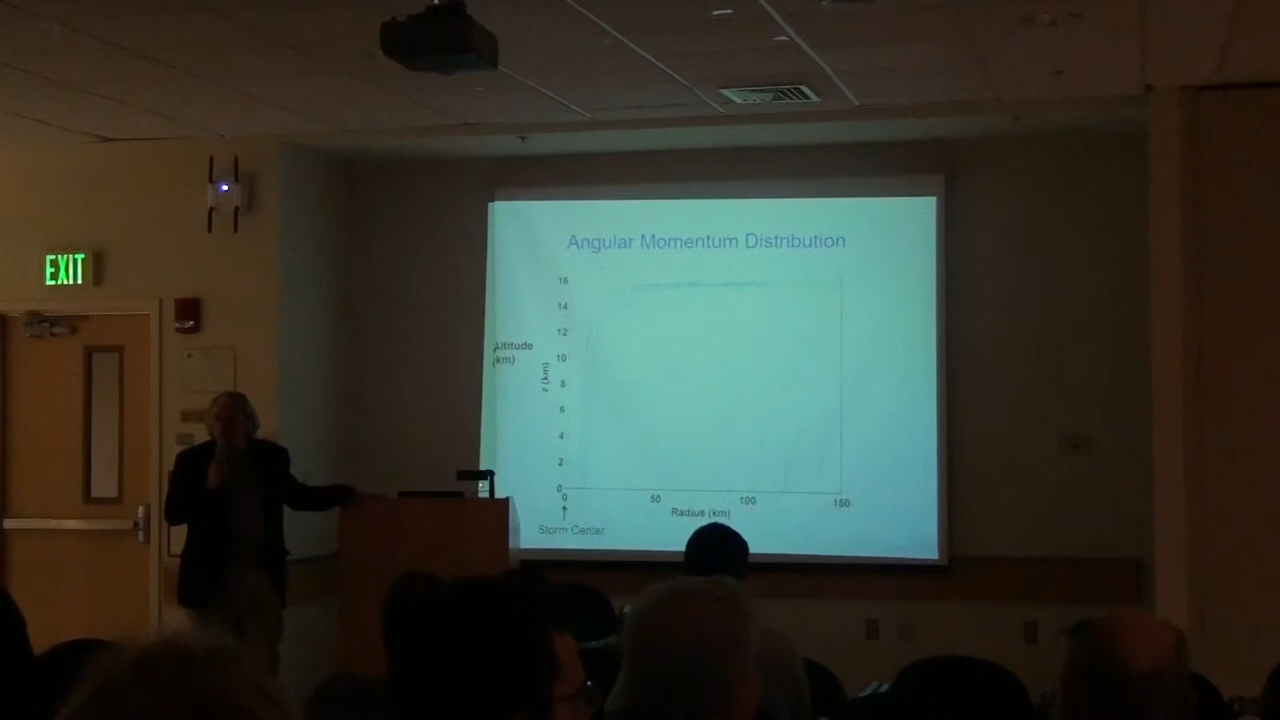 EXIT
Angular Momentum Distribution
16
14
12
Altitude
(km)
10
z (km)
8
6
4
2
0
0
50
100
150
Radius (km)
Storm Center